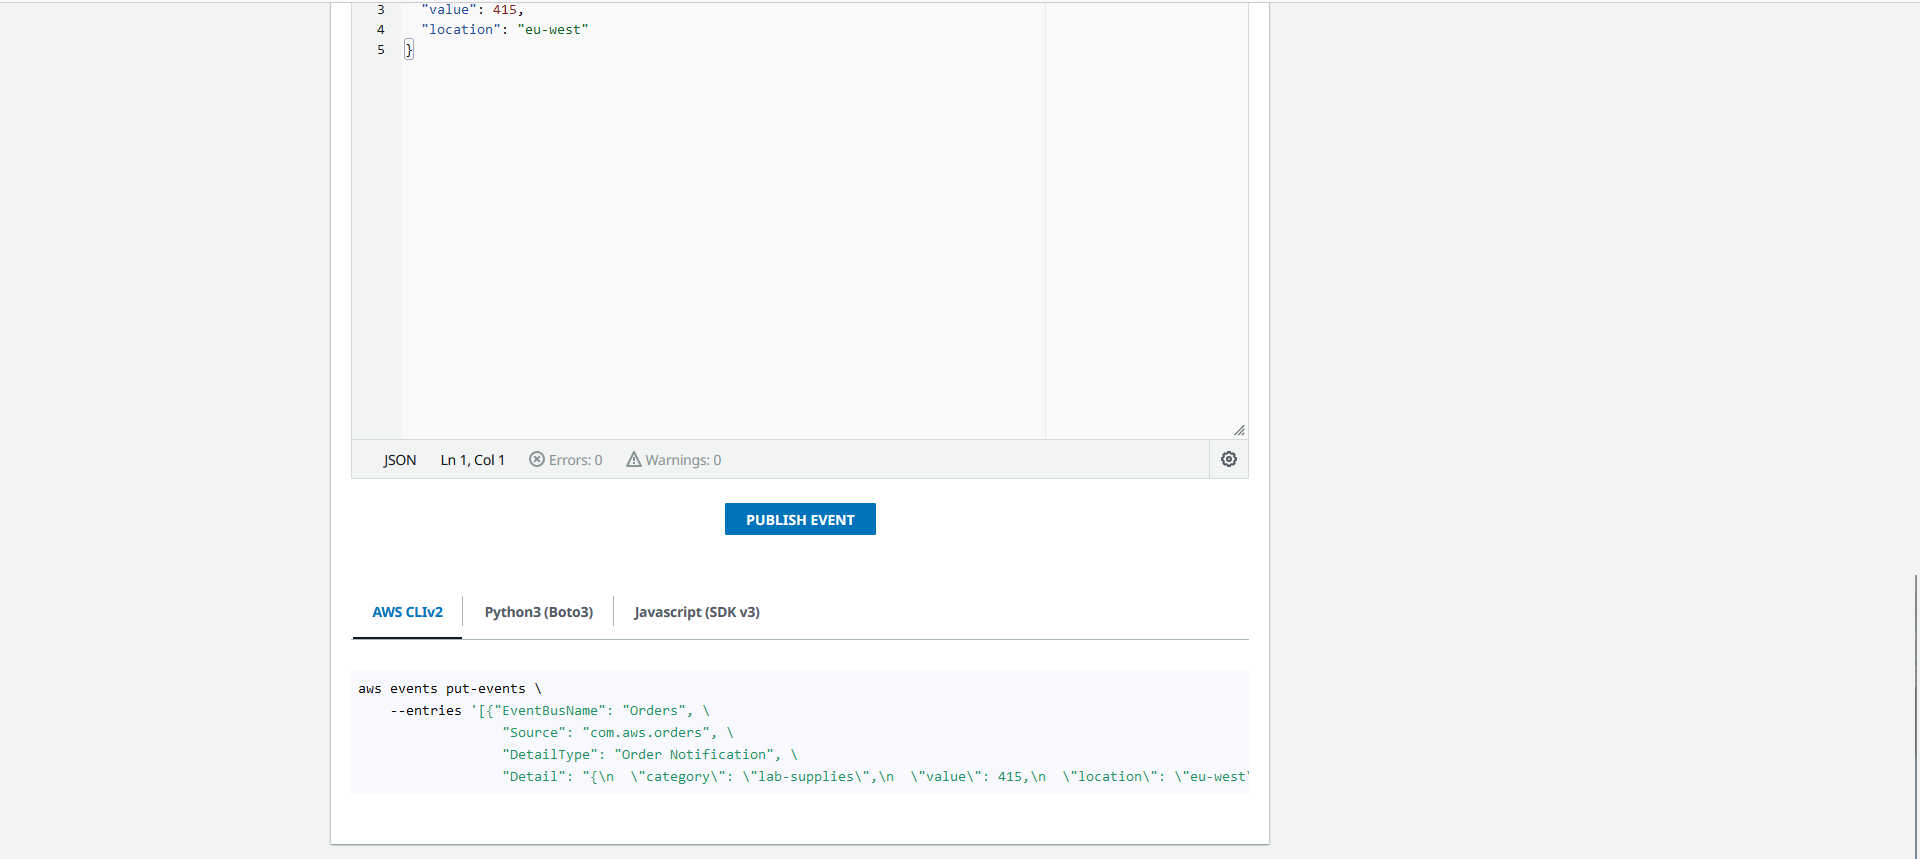 3 "value": 415,
4 "location": "eu-west"
5 }
JSON Ln 1, Col 1 Errors: 0 Warnings: 0
PUBLISH EVENT
AWS CLIv2 Python3 (Boto3) Javascript (SDK v3)
aws events put-events \
--entries '[{"EventBusName": "Orders", \
"Source": "com.aws.orders", \
"DetailType": "Order Notification", \
"Detail": "{\n  \"category\": \"lab-supplies\",\n  \"value\": 415,\n  \"location\": \"eu-west\